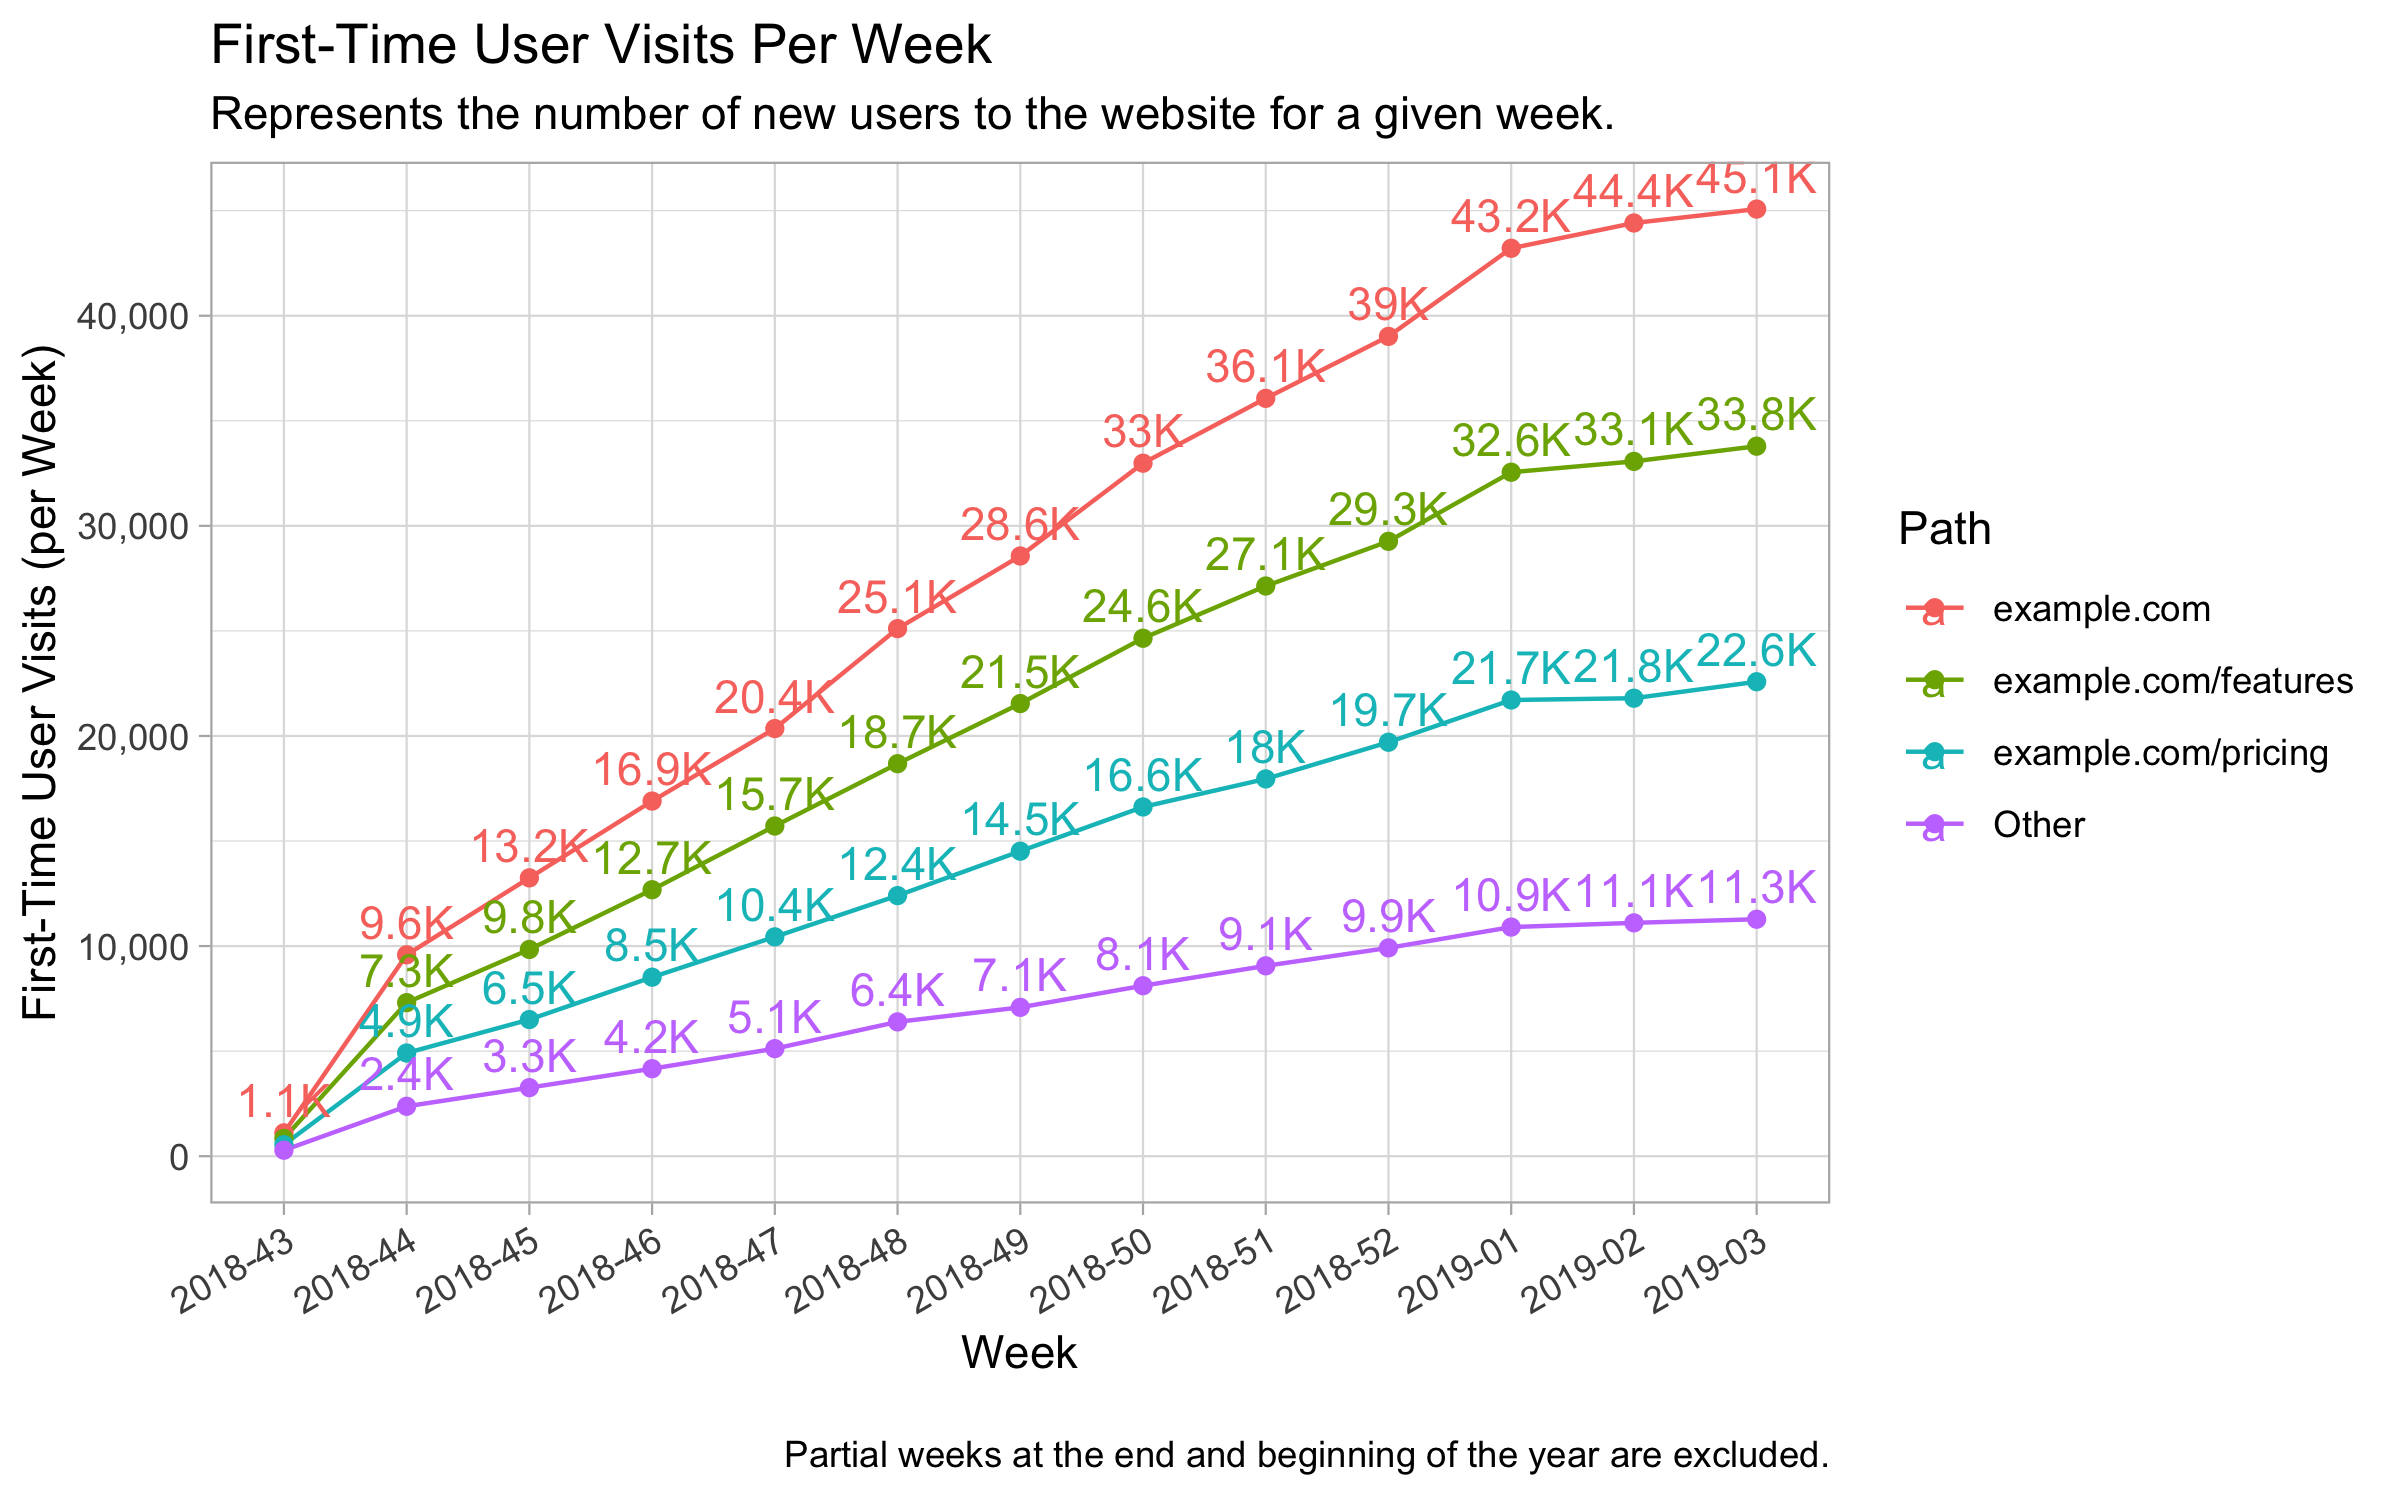 First-Time User Visits Per Week
Represents the number of new users to the website for a given week.
First-Time User Visits (per Week)
40,000
30,000
20,000
10,000
0
1.1K
9.6K
13.2K
16.9K
20.4K
25.1K
28.6K
33K
36.1K
39K
43.2K
44.4K
45.1K
7.3K
9.8K
12.7K
15.7K
18.7K
21.5K
24.6K
27.1K
29.3K
32.6K
33.1K
33.8K
4.9K
6.5K
8.5K
10.4K
12.4K
14.5K
16.6K
18K
19.7K
21.7K
21.8K
22.6K
2.4K
3.3K
4.2K
5.1K
6.4K
7.1K
8.1K
9.1K
9.9K
10.9K
11.1K
11.3K
2018-43
2018-44
2018-45
2018-46
2018-47
2018-48
2018-49
2018-50
2018-51
2018-52
2019-01
2019-02
2019-03
Week
Path
a example.com
a example.com/features
a example.com/pricing
a Other
Partial weeks at the end and beginning of the year are excluded.